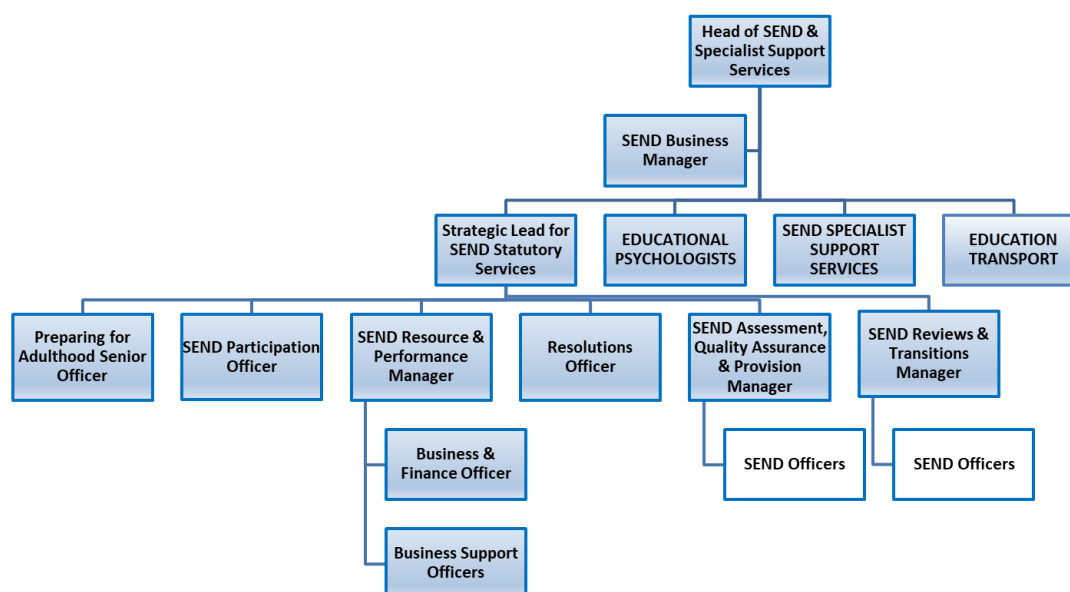 Head of SEND &
Specialist Support
Services
SEND Business
Manager
Strategic Lead for
SEND Statutory
Services
EDUCATIONAL
PSYCHOLOGISTS
SEND SPECIALIST
SUPPORT
SERVICES
EDUCATION
TRANSPORT
Preparing for
Adulthood Senior
Officer
SEND Participation
Officer
SEND Resource &
Performance
Manager
Resolutions
Officer
SEND Assessment,
Quality Assurance
& Provision
Manager
SEND Reviews &
Transitions
Manager
Business &
Finance Officer
SEND Officers
SEND Officers
Business Support
Officers